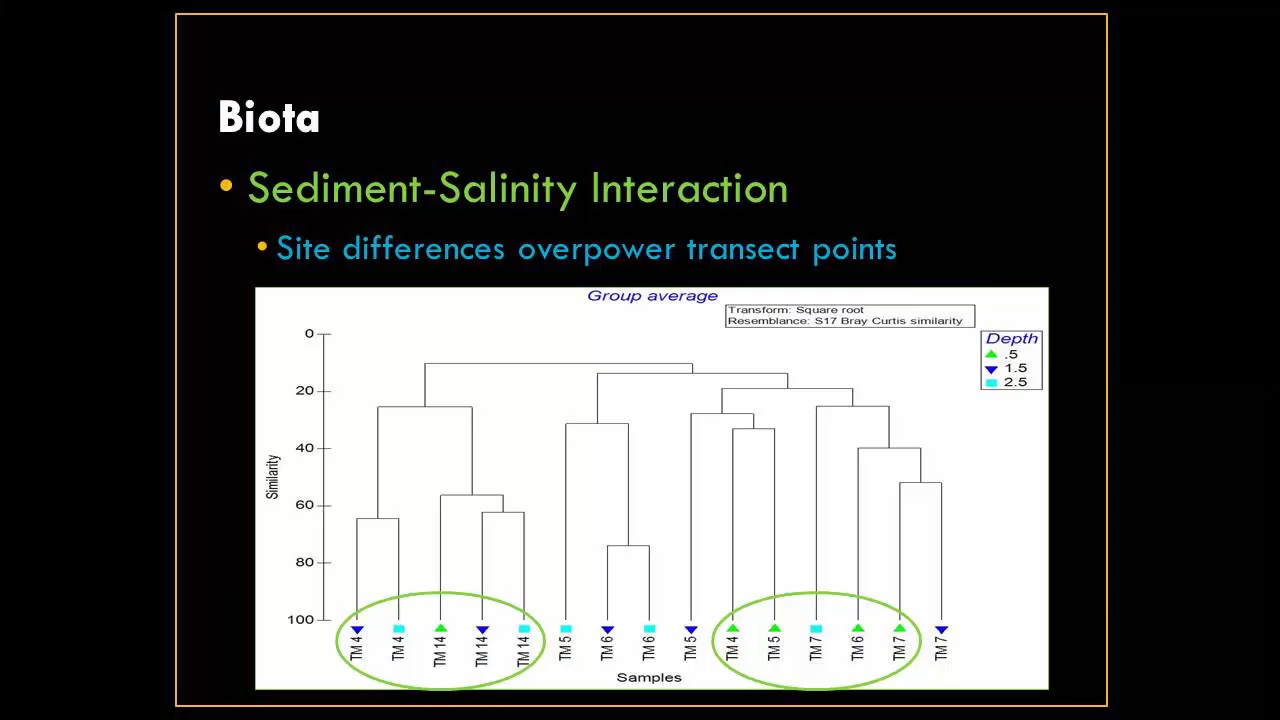 Biota
• Sediment-Salinity Interaction
• Site differences overpower transect points
Group average
Transform: Square root
Resemblance: S17 Bray Curtis similarity
Depth
.5
1.5
2.5
0
20
40
60
80
100
Similarity
TM 4
TM 4
TM 14
TM 14
TM 14
TM 5
TM 6
TM 6
TM 5
TM 4
TM 5
TM 7
TM 6
TM 7
TM 7
Samples